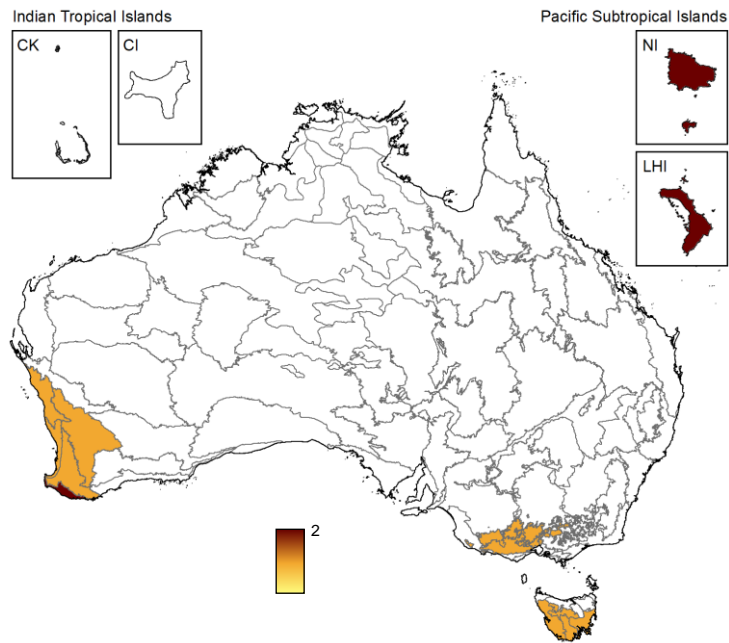 Indian Tropical Islands
Pacific Subtropical Islands
CK
CI
NI
LHI
2